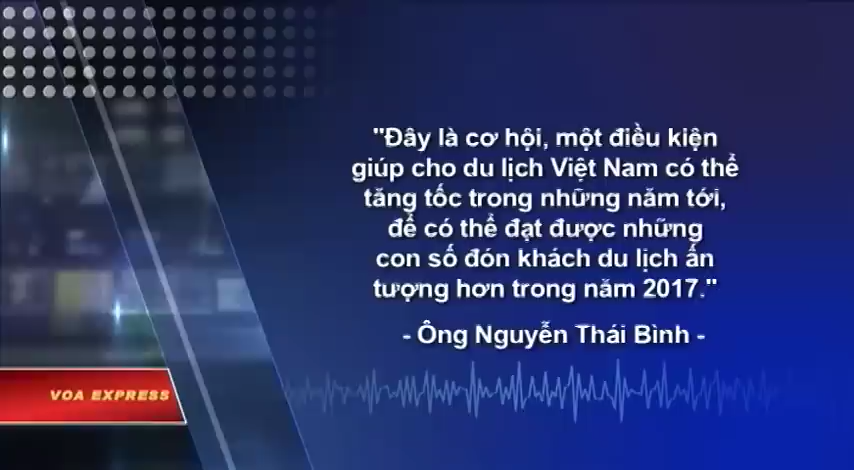 "Đây là cơ hội, một điều kiện
giúp cho du lịch Việt Nam có thể
tăng tốc trong những năm tới,
để có thể đạt được những
con số đón khách du lịch ấn
tượng hơn trong năm 2017."
- Ông Nguyễn Thái Bình -
VOA EXPRESS